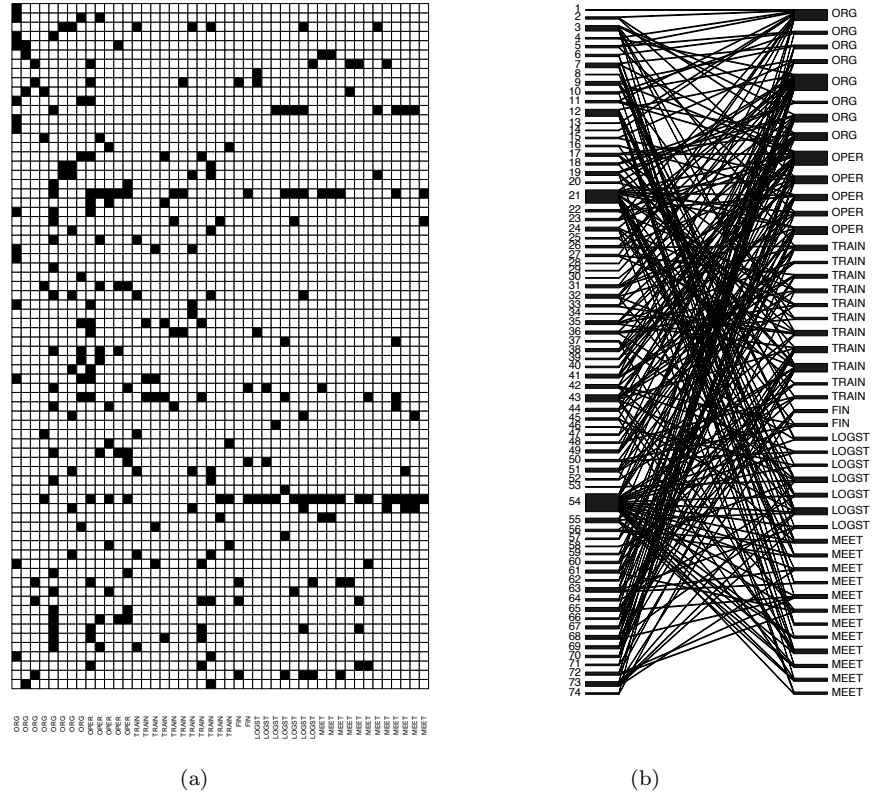 ORG
ORG
ORG
ORG
ORG
ORG
ORG
ORG
OPER
OPER
OPER
OPER
OPER
TRAIN
TRAIN
TRAIN
TRAIN
TRAIN
TRAIN
TRAIN
TRAIN
TRAIN
TRAIN
TRAIN
FIN
FIN
LOGST
LOGST
LOGST
LOGST
LOGST
LOGST
LOGST
MEET
MEET
MEET
MEET
MEET
MEET
MEET
MEET
MEET
MEET
MEET
MEET
(a)
1
2
3
4
5
6
7
8
9
10
11
12
13
14
15
16
17
18
19
20
21
22
23
24
25
26
27
28
29
30
31
32
33
34
35
36
37
38
39
40
41
42
43
44
45
46
47
48
49
50
51
52
53
54
55
56
57
58
59
60
61
62
63
64
65
66
67
68
69
70
71
72
73
74
ORG
ORG
ORG
ORG
ORG
ORG
ORG
ORG
OPER
OPER
OPER
OPER
OPER
TRAIN
TRAIN
TRAIN
TRAIN
TRAIN
TRAIN
TRAIN
TRAIN
TRAIN
TRAIN
TRAIN
FIN
FIN
LOGST
LOGST
LOGST
LOGST
LOGST
LOGST
LOGST
MEET
MEET
MEET
MEET
MEET
MEET
MEET
MEET
MEET
MEET
MEET
MEET
(b)